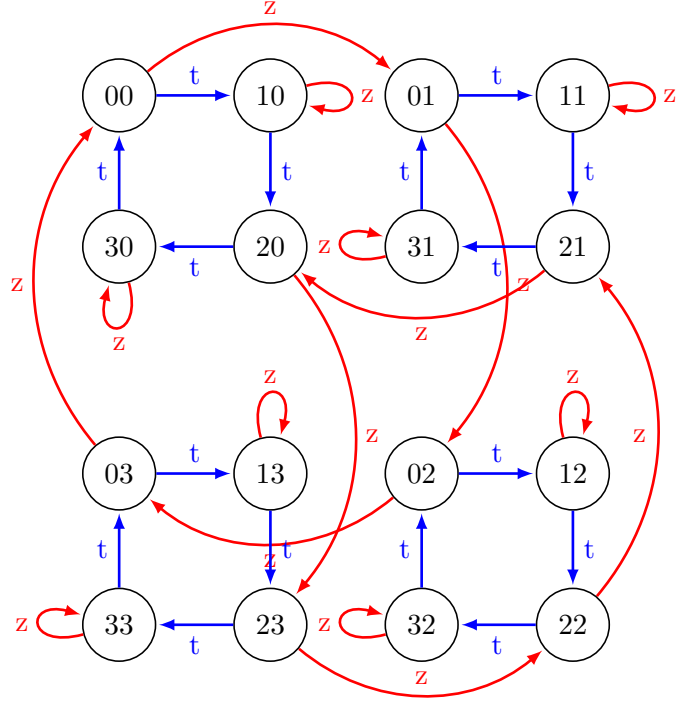 z
00 t 10 z 01 t 11 z
t t t
30 t 20 z 31 t 21 z
z z
z z
z z
03 t 13 02 t 12
t z t t t
z 33 t 23 z 32 t 22
z